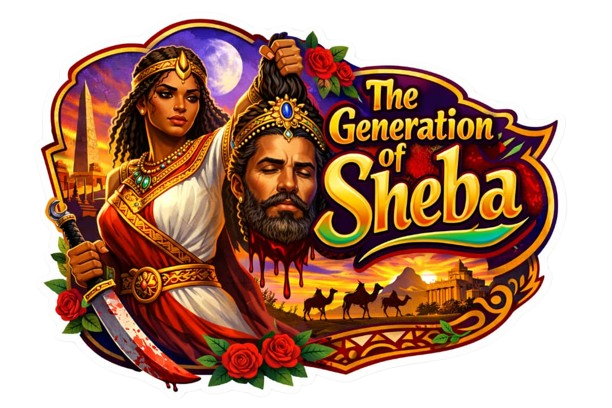 The
Generation
of
Sheba